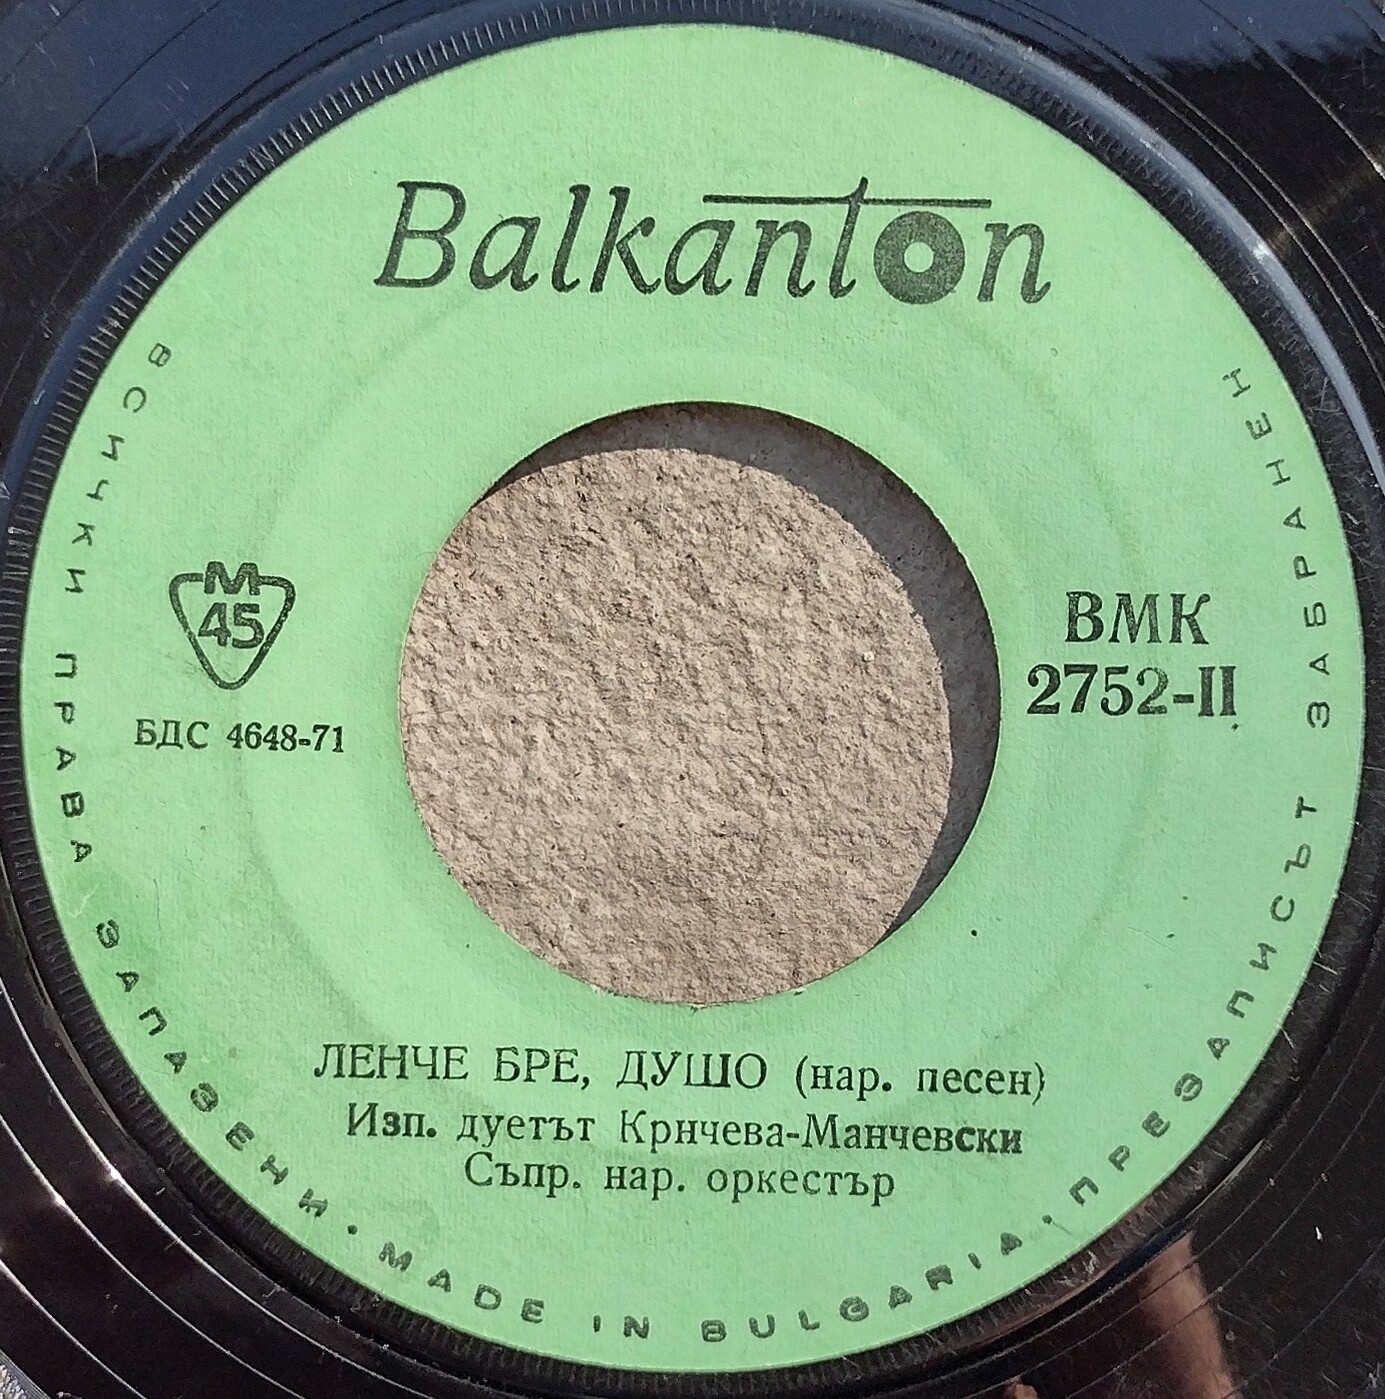 Balkanton
М
45
БДС 4648-71
ВМК
2752-II
ЛЕНЧЕ БРЕ, ДУШО (нар. песен)
Изп. дуетът Крнчева-Манчевски
Съпр. нар. оркестър
ВСИЧКИ ПРАВА ЗАПАЗЕНИ · MADE IN BULGARIA · ПРЕЗАПИСЪТ ЗАБРАНЕН